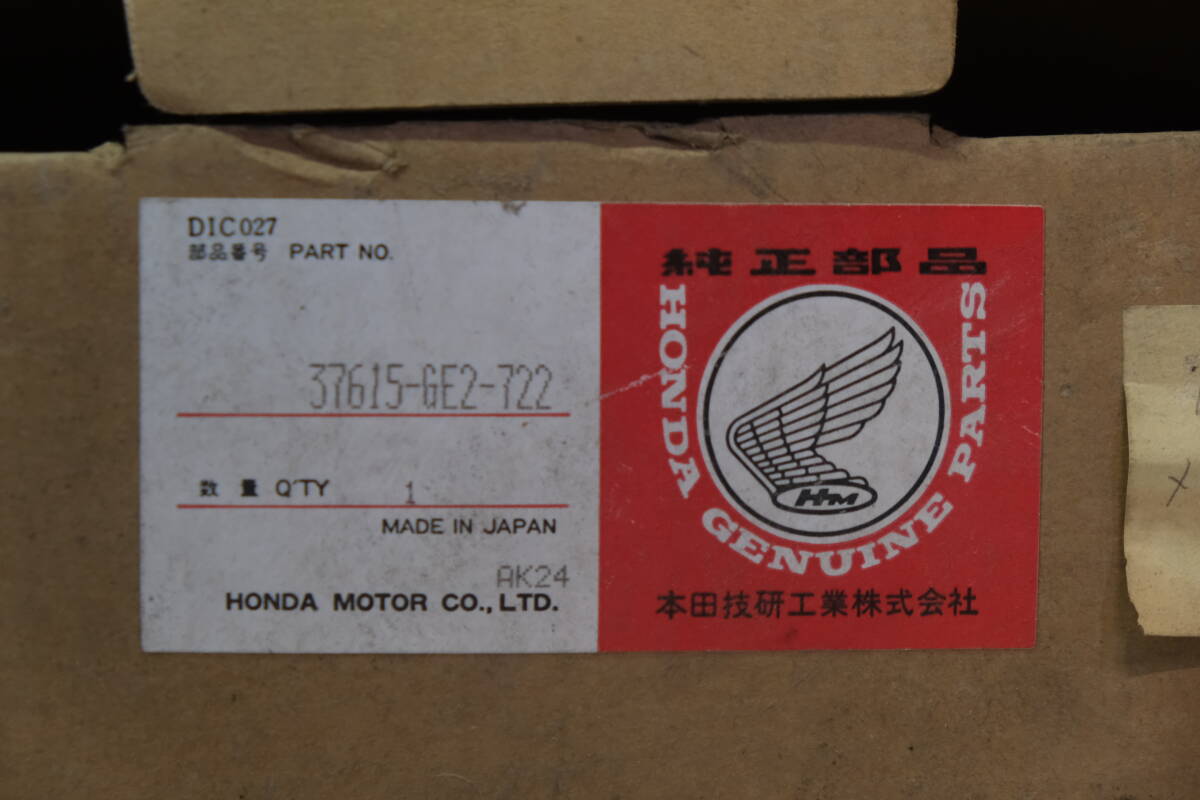 DIC027
部品番号 PART NO.
37615-GE2-722
数量 Q'TY 1
MADE IN JAPAN
AK24
HONDA MOTOR CO., LTD.
純正部品
HONDA GENUINE PARTS
HM
本田技研工業株式会社
x